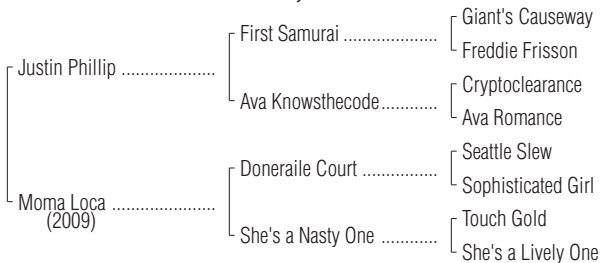 Giant's Causeway
First Samurai ...................
Freddie Frisson
Justin Phillip ...................
Cryptoclearance
Ava Knowsthecode............
Ava Romance
Seattle Slew
Doneraile Court ................
Sophisticated Girl
Moma Loca .....................
(2009)
Touch Gold
She's a Nasty One ............
She's a Lively One